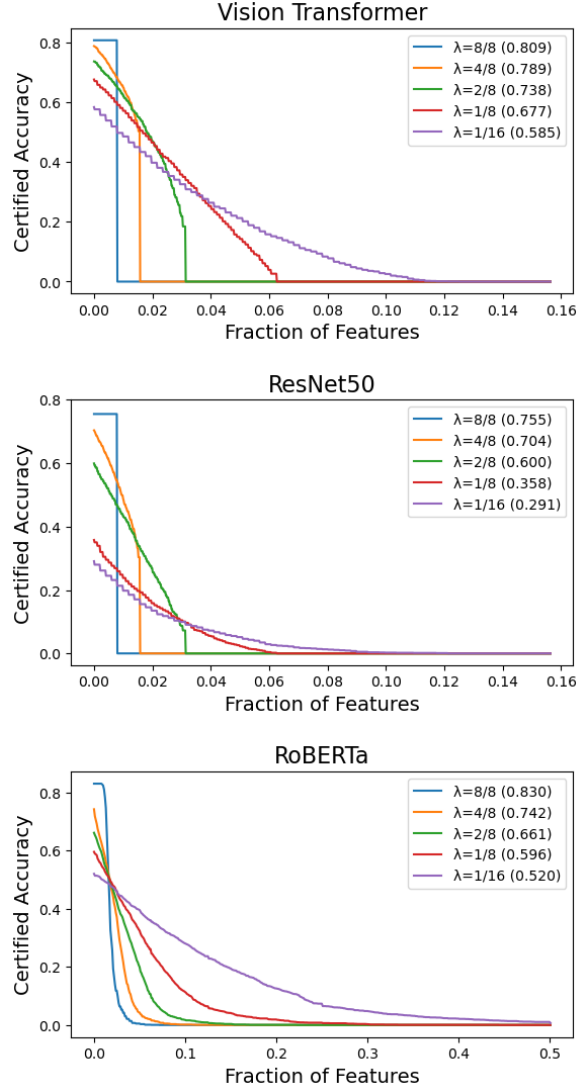 Vision Transformer
Certified Accuracy
0.8
0.6
0.4
0.2
0.0
λ=8/8 (0.809)
λ=4/8 (0.789)
λ=2/8 (0.738)
λ=1/8 (0.677)
λ=1/16 (0.585)
0.00 0.02 0.04 0.06 0.08 0.10 0.12 0.14 0.16
Fraction of Features
ResNet50
Certified Accuracy
0.8
0.6
0.4
0.2
0.0
λ=8/8 (0.755)
λ=4/8 (0.704)
λ=2/8 (0.600)
λ=1/8 (0.358)
λ=1/16 (0.291)
0.00 0.02 0.04 0.06 0.08 0.10 0.12 0.14 0.16
Fraction of Features
RoBERTa
Certified Accuracy
0.8
0.6
0.4
0.2
0.0
λ=8/8 (0.830)
λ=4/8 (0.742)
λ=2/8 (0.661)
λ=1/8 (0.596)
λ=1/16 (0.520)
0.0 0.1 0.2 0.3 0.4 0.5
Fraction of Features